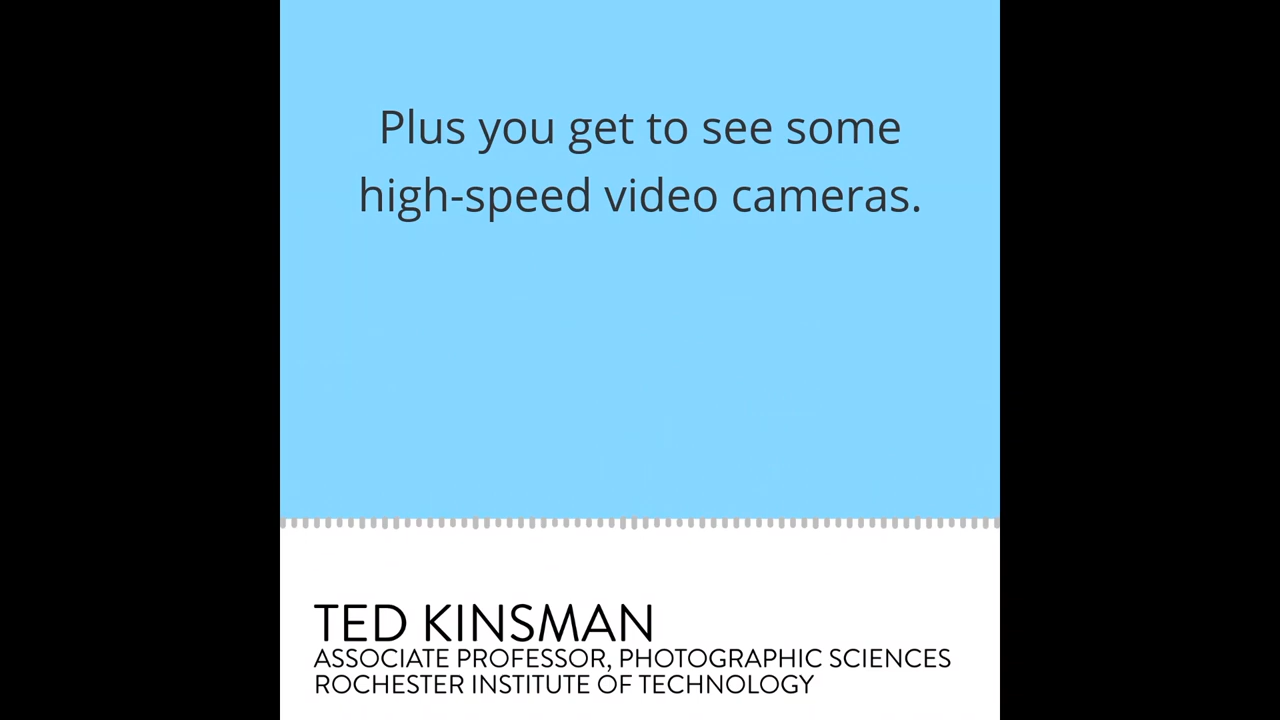 Plus you get to see some
high-speed video cameras.
TED KINSMAN
ASSOCIATE PROFESSOR, PHOTOGRAPHIC SCIENCES
ROCHESTER INSTITUTE OF TECHNOLOGY